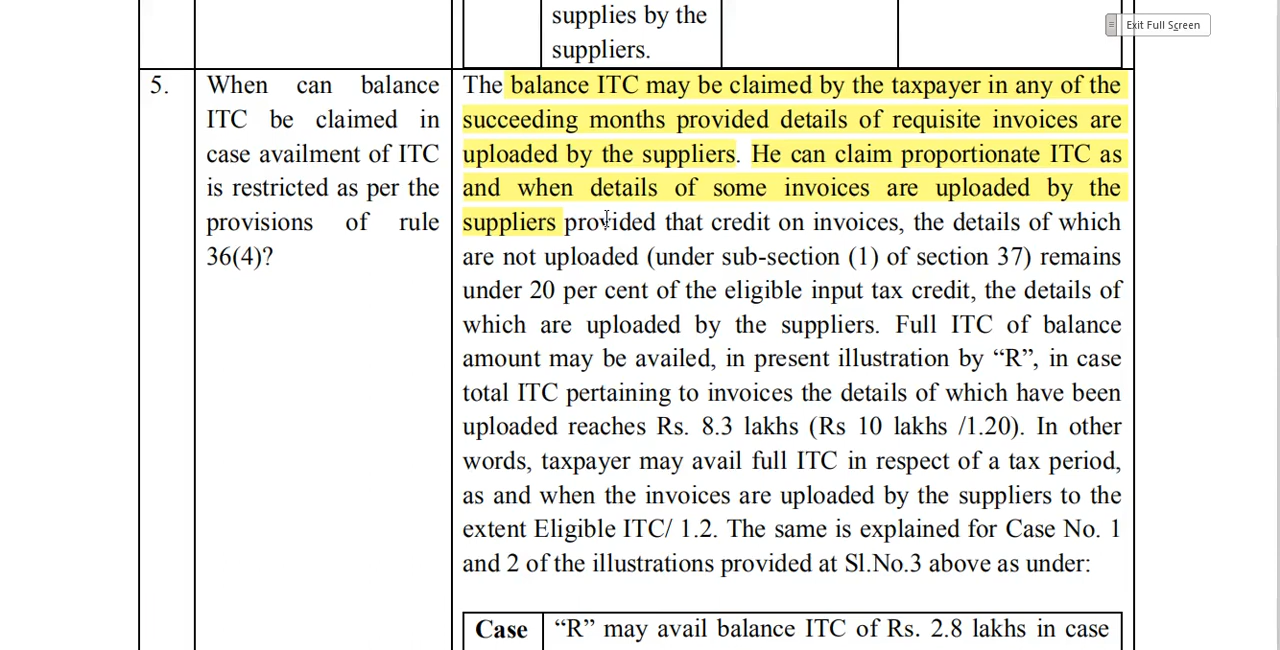 supplies by the
suppliers.
Exit Full Screen
5.
When can balance
ITC be claimed in
case availment of ITC
is restricted as per the
provisions of rule
36(4)?
The balance ITC may be claimed by the taxpayer in any of the
succeeding months provided details of requisite invoices are
uploaded by the suppliers. He can claim proportionate ITC as
and when details of some invoices are uploaded by the
suppliers provided that credit on invoices, the details of which
are not uploaded (under sub-section (1) of section 37) remains
under 20 per cent of the eligible input tax credit, the details of
which are uploaded by the suppliers. Full ITC of balance
amount may be availed, in present illustration by “R”, in case
total ITC pertaining to invoices the details of which have been
uploaded reaches Rs. 8.3 lakhs (Rs 10 lakhs /1.20). In other
words, taxpayer may avail full ITC in respect of a tax period,
as and when the invoices are uploaded by the suppliers to the
extent Eligible ITC/ 1.2. The same is explained for Case No. 1
and 2 of the illustrations provided at Sl.No.3 above as under:
Case
“R” may avail balance ITC of Rs. 2.8 lakhs in case